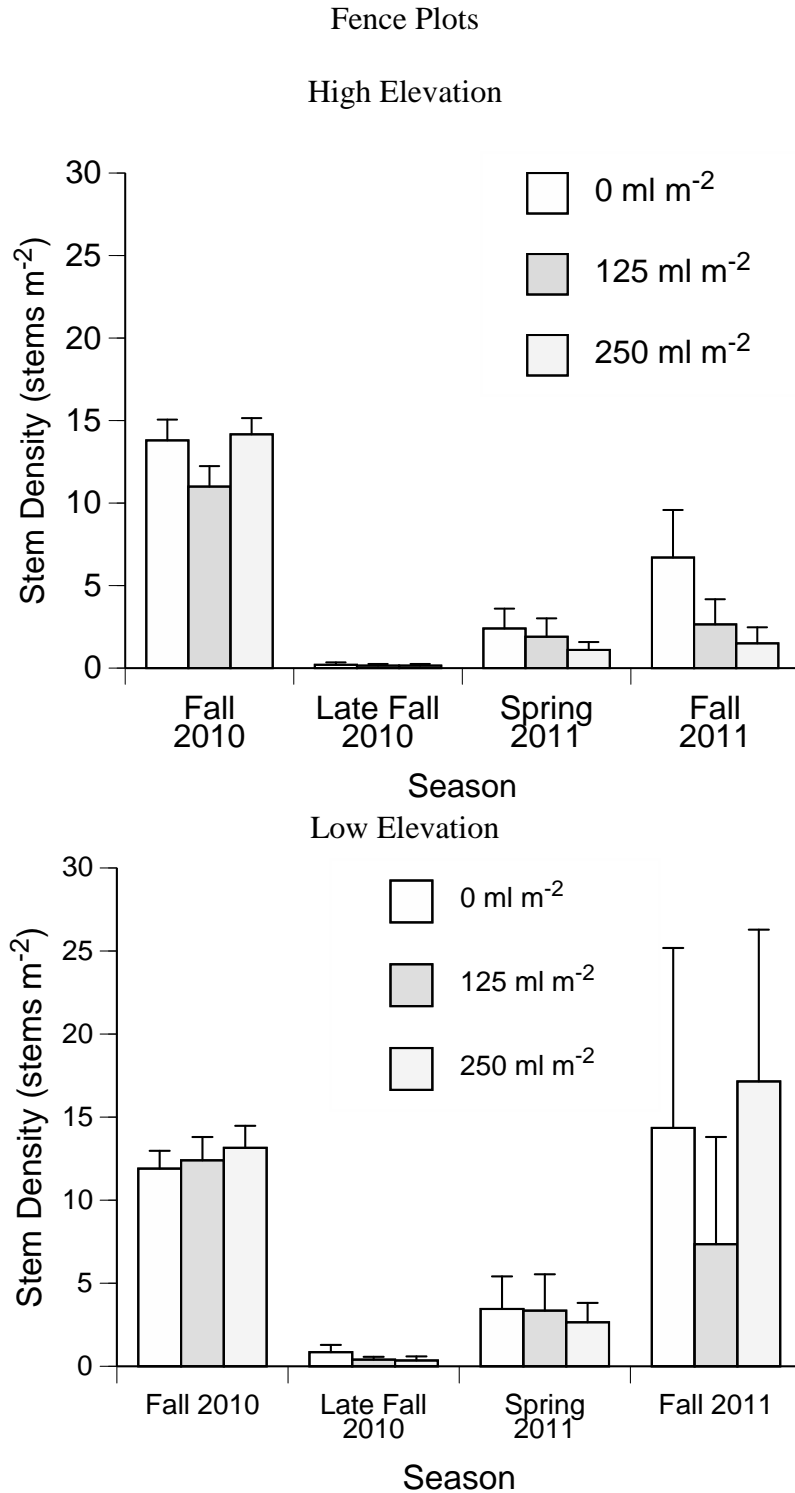 Fence Plots
High Elevation
30
25
20
15
10
5
0
Stem Density (stems m-2)
0 ml m-2
125 ml m-2
250 ml m-2
Fall
2010
Late Fall
2010
Spring
2011
Fall
2011
Season
Low Elevation
30
25
20
15
10
5
0
Stem Density (stems m-2)
0 ml m-2
125 ml m-2
250 ml m-2
Fall 2010
Late Fall
2010
Spring
2011
Fall 2011
Season